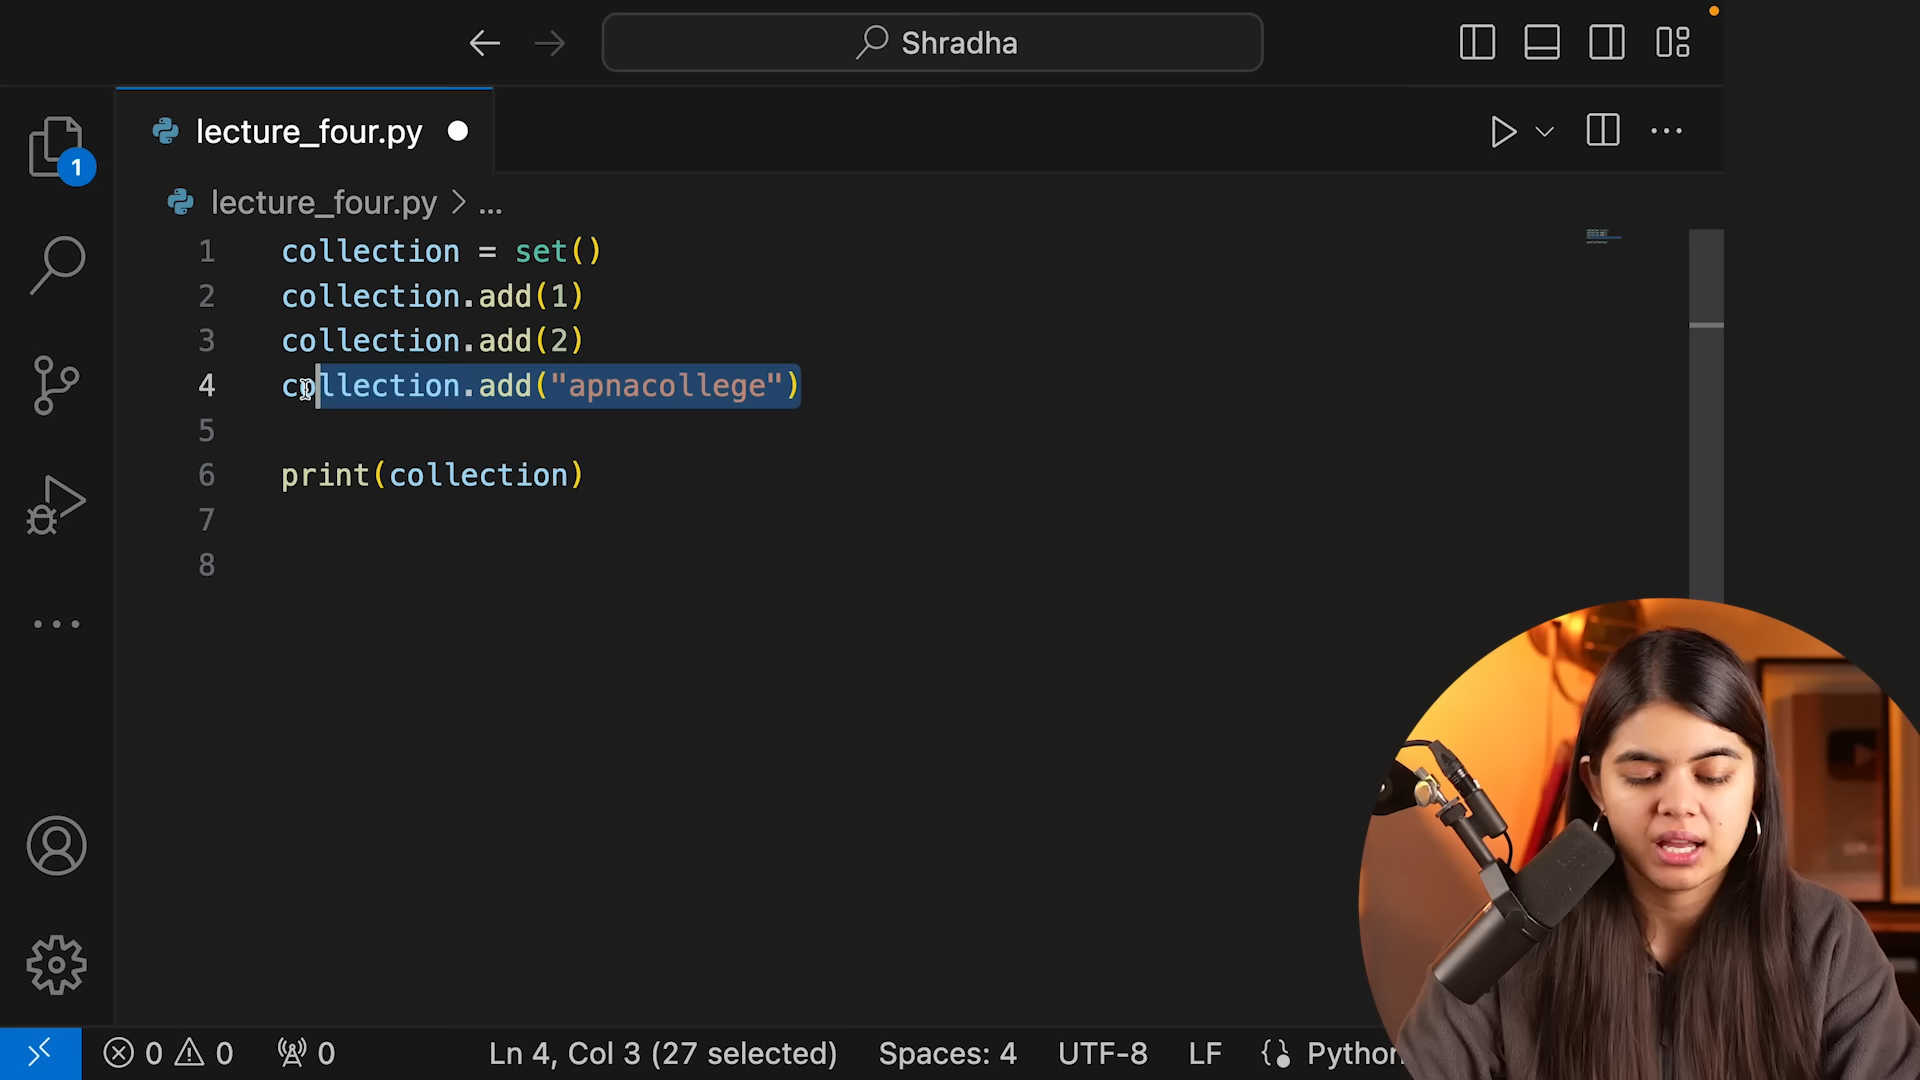 Shradha
lecture_four.py
1
lecture_four.py > ...
1 collection = set()
2 collection.add(1)
3 collection.add(2)
4 collection.add("apnacollege")
5
6 print(collection)
7
8
0 0 0 Ln 4, Col 3 (27 selected) Spaces: 4 UTF-8 LF Python